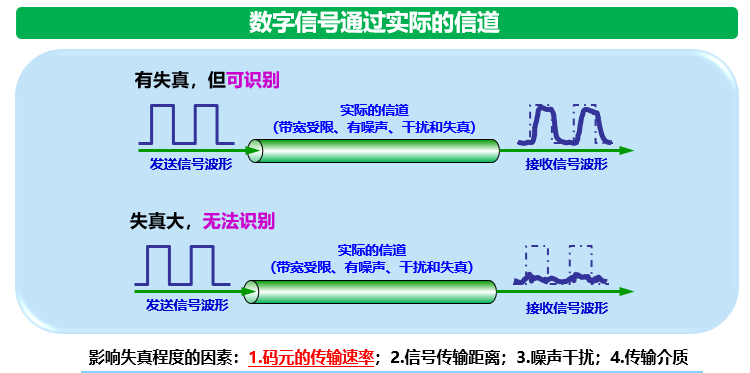 数字信号通过实际的信道
有失真，但可识别
实际的信道
（带宽受限、有噪声、干扰和失真）
发送信号波形
接收信号波形
失真大，无法识别
实际的信道
（带宽受限、有噪声、干扰和失真）
发送信号波形
接收信号波形
影响失真程度的因素：1.码元的传输速率；2.信号传输距离；3.噪声干扰；4.传输介质